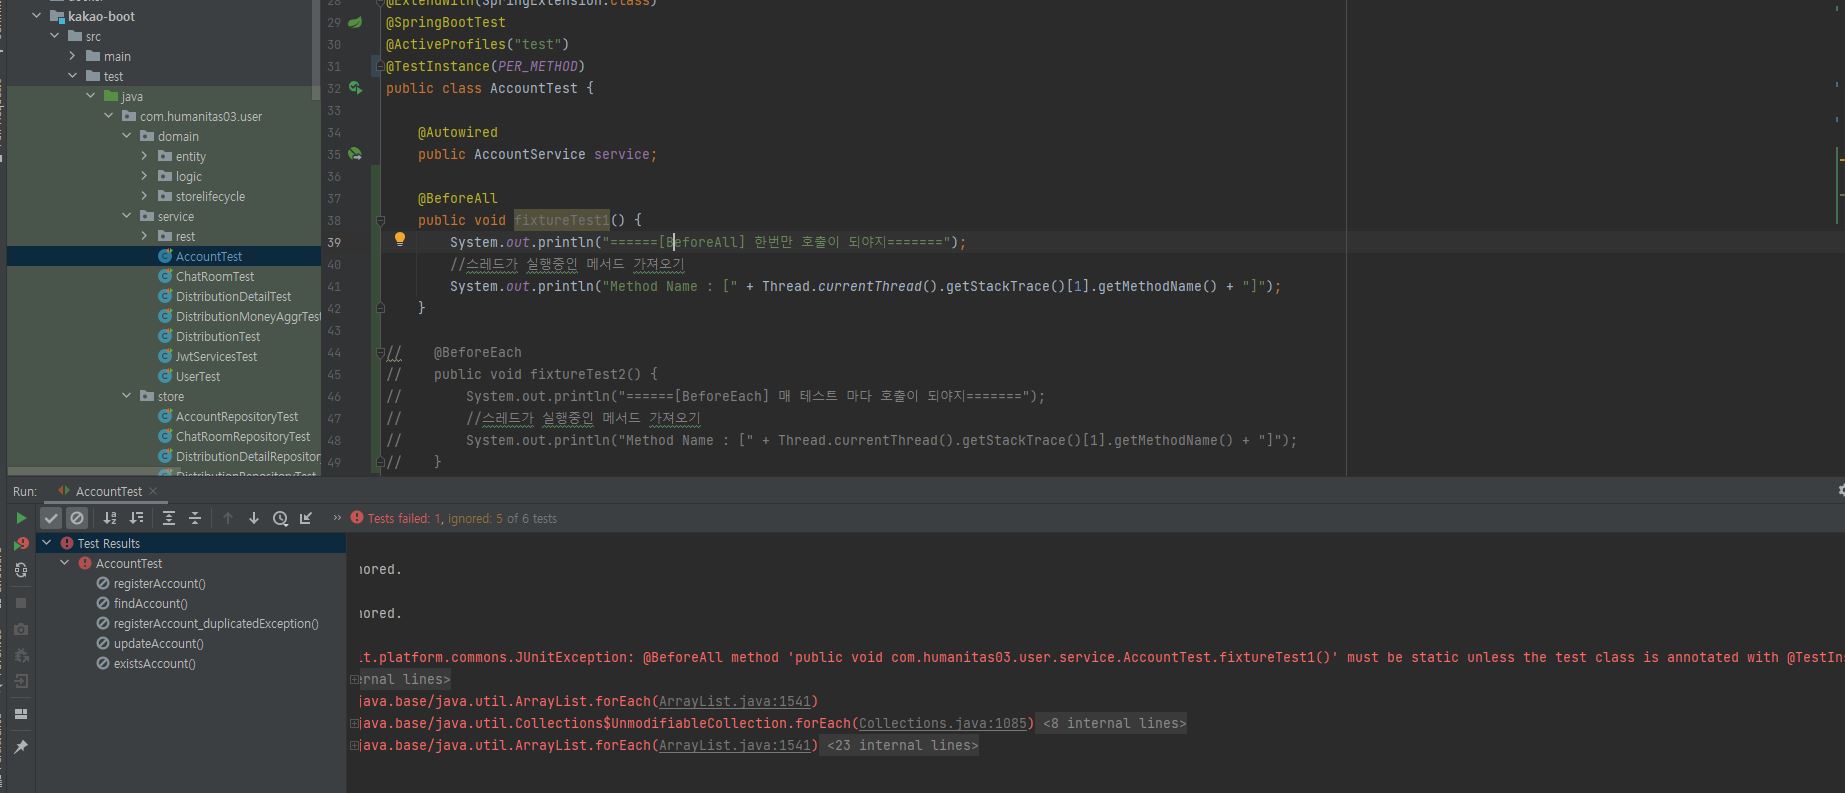 kakao-boot
src
main
test
java
com.humanitas03.user
domain
entity
logic
storelifecycle
service
rest
AccountTest
ChatRoomTest
DistributionDetailTest
DistributionMoneyAggrTest
DistributionTest
JwtServicesTest
UserTest
store
AccountRepositoryTest
ChatRoomRepositoryTest
DistributionDetailRepository
DistributionRepositoryTest
28 @ExtendWith(SpringExtension.class)
29 @SpringBootTest
30 @ActiveProfiles("test")
31 @TestInstance(PER_METHOD)
32 public class AccountTest {
33
34 @Autowired
35 public AccountService service;
36
37 @BeforeAll
38 public void fixtureTest1() {
39 System.out.println("======[BeforeAll] 한번만 호출이 되야지=======");
40 //스레드가 실행중인 메서드 가져오기
41 System.out.println("Method Name : [" + Thread.currentThread().getStackTrace()[1].getMethodName() + "]");
42 }
43
44 // @BeforeEach
45 // public void fixtureTest2() {
46 // System.out.println("======[BeforeEach] 매 테스트 마다 호출이 되야지=======");
47 // //스레드가 실행중인 메서드 가져오기
48 // System.out.println("Method Name : [" + Thread.currentThread().getStackTrace()[1].getMethodName() + "]");
49 // }
Run: AccountTest
Tests failed: 1, ignored: 5 of 6 tests
Test Results
AccountTest
registerAccount()
findAccount()
registerAccount_duplicatedException()
updateAccount()
existsAccount()
nored.
nored.
it.platform.commons.JUnitException: @BeforeAll method 'public void com.humanitas03.user.service.AccountTest.fixtureTest1()' must be static unless the test class is annotated with @TestIns
ernal lines>
java.base/java.util.ArrayList.forEach(ArrayList.java:1541)
java.base/java.util.Collections$UnmodifiableCollection.forEach(Collections.java:1085) <8 internal lines>
java.base/java.util.ArrayList.forEach(ArrayList.java:1541) <23 internal lines>